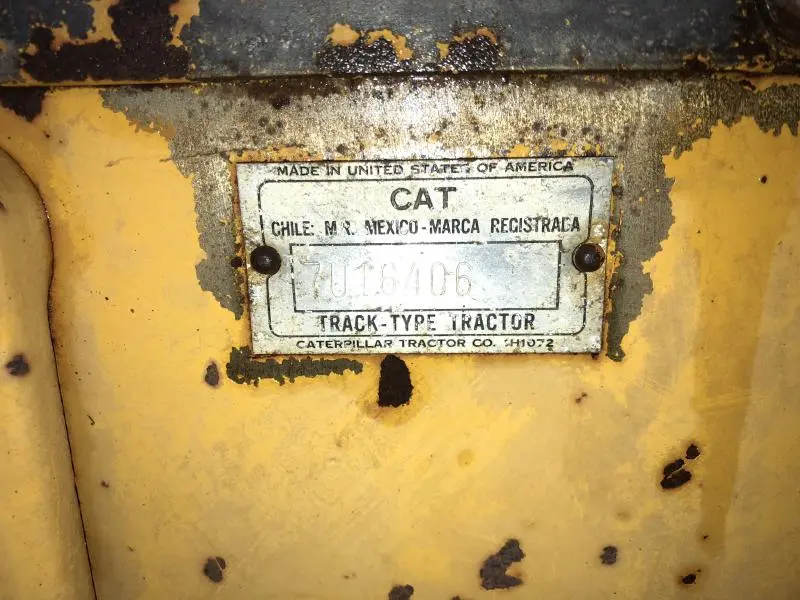 MADE IN UNITED STATES OF AMERICA
CAT
CHILE: M.R. MEXICO-MARCA REGISTRADA
7U16406
TRACK-TYPE TRACTOR
CATERPILLAR TRACTOR CO.